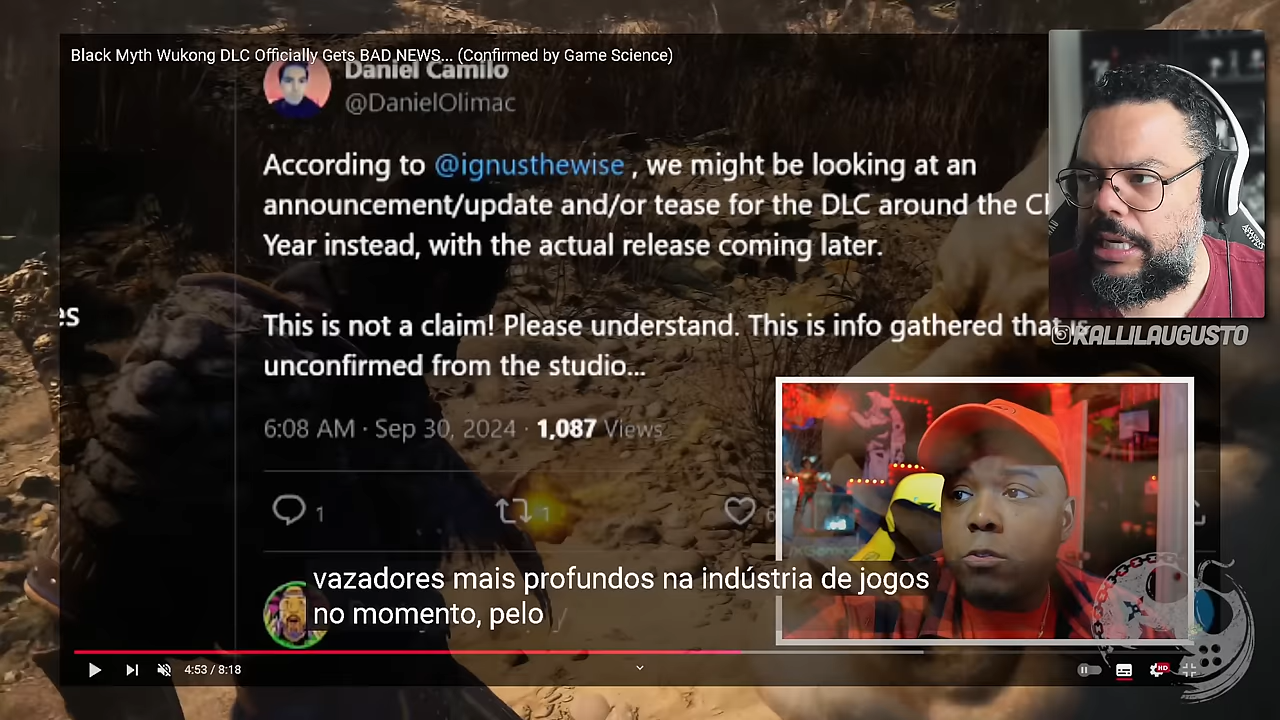 Black Myth Wukong DLC Officially Gets BAD NEWS... (Confirmed by Game Science)
Daniel Camilo
@DanielOlimac
According to @ignusthewise , we might be looking at an
announcement/update and/or tease for the DLC around the
Year instead, with the actual release coming later.
es
This is not a claim! Please understand. This is info gathered that is
unconfirmed from the studio...
@KALLILAUGUSTO
6:08 AM · Sep 30, 2024 · 1,087 Views
1
1
vazadores mais profundos na indústria de jogos
no momento, pelo
4:53 / 8:18
HD